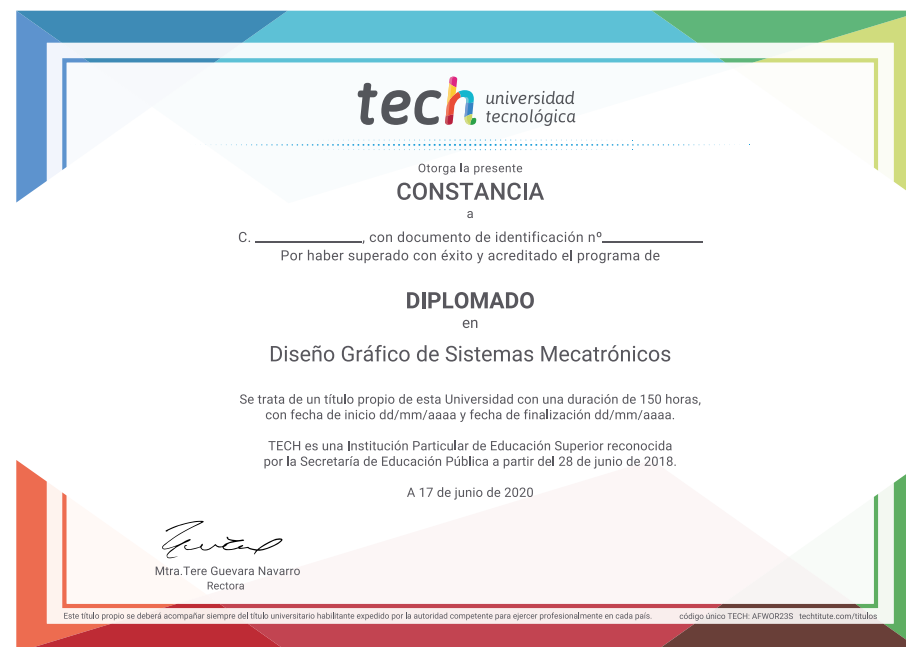 tech universidad
tecnológica
Otorga la presente
CONSTANCIA
a
C. ____________, con documento de identificación nº____________
Por haber superado con éxito y acreditado el programa de
DIPLOMADO
en
Diseño Gráfico de Sistemas Mecatrónicos
Se trata de un título propio de esta Universidad con una duración de 150 horas,
con fecha de inicio dd/mm/aaaa y fecha de finalización dd/mm/aaaa.
TECH es una Institución Particular de Educación Superior reconocida
por la Secretaría de Educación Pública a partir del 28 de junio de 2018.
A 17 de junio de 2020
Mtra.Tere Guevara Navarro
Rectora
Este título propio se deberá acompañar siempre del título universitario habilitante expedido por la autoridad competente para ejercer profesionalmente en cada país. código único TECH: AFWOR23S techtitute.com/titulos